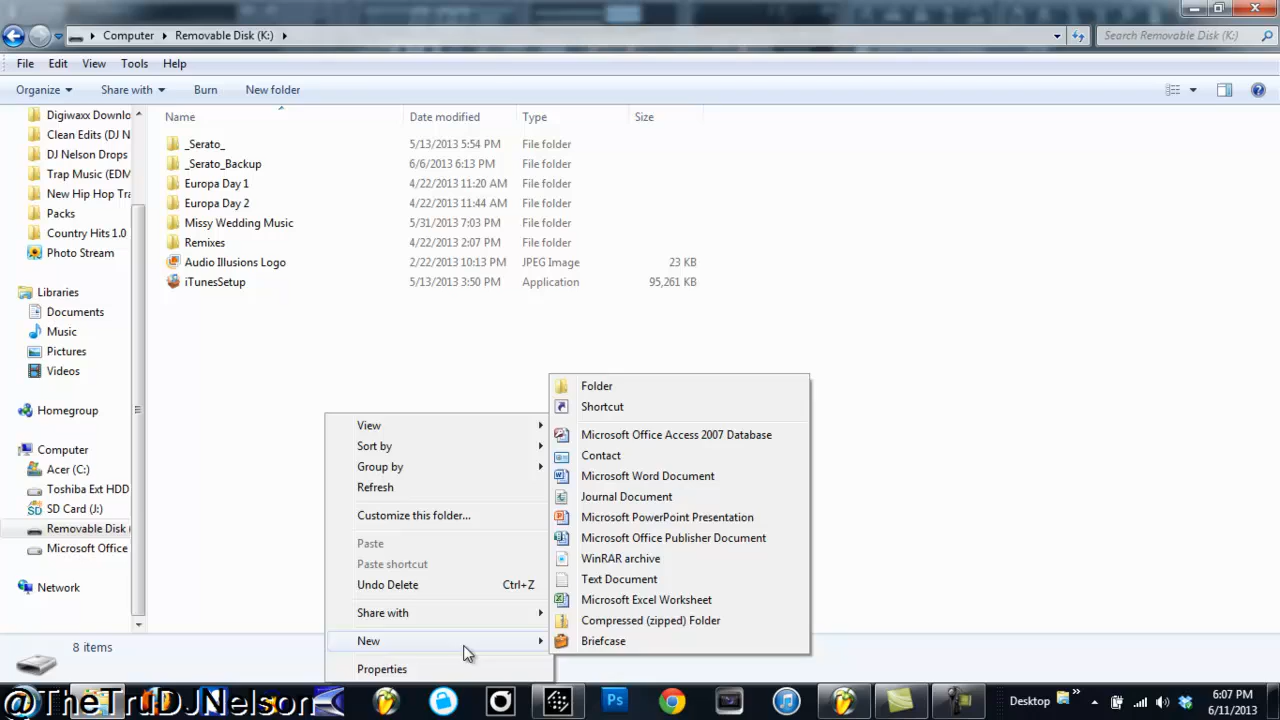 Computer Removable Disk (K:)
Search Removable Disk (K:)
File Edit View Tools Help
Organize Share with Burn New folder
Name Date modified Type Size
Digiwaxx Downlo
Clean Edits (DJ N
DJ Nelson Drops
Trap Music (EDM
New Hip Hop Tra
Packs
Country Hits 1.0
Photo Stream
Libraries
Documents
Music
Pictures
Videos
Homegroup
Computer
Acer (C:)
Toshiba Ext HDD
SD Card (J:)
Removable Disk (
Microsoft Office
Network
_Serato_ 5/13/2013 5:54 PM File folder
_Serato_Backup 6/6/2013 6:13 PM File folder
Europa Day 1 4/22/2013 11:20 AM File folder
Europa Day 2 4/22/2013 11:44 AM File folder
Missy Wedding Music 5/31/2013 7:03 PM File folder
Remixes 4/22/2013 2:07 PM File folder
Audio Illusions Logo 2/22/2013 10:13 PM JPEG Image 23 KB
iTunesSetup 5/13/2013 3:50 PM Application 95,261 KB
View
Sort by
Group by
Refresh
Customize this folder...
Paste
Paste shortcut
Undo Delete Ctrl+Z
Share with
New
Properties
Folder
Shortcut
Microsoft Office Access 2007 Database
Contact
Microsoft Word Document
Journal Document
Microsoft PowerPoint Presentation
Microsoft Office Publisher Document
WinRAR archive
Text Document
Microsoft Excel Worksheet
Compressed (zipped) Folder
Briefcase
8 items
@TheTruDJNelson
Ps
Desktop
6:07 PM
6/11/2013